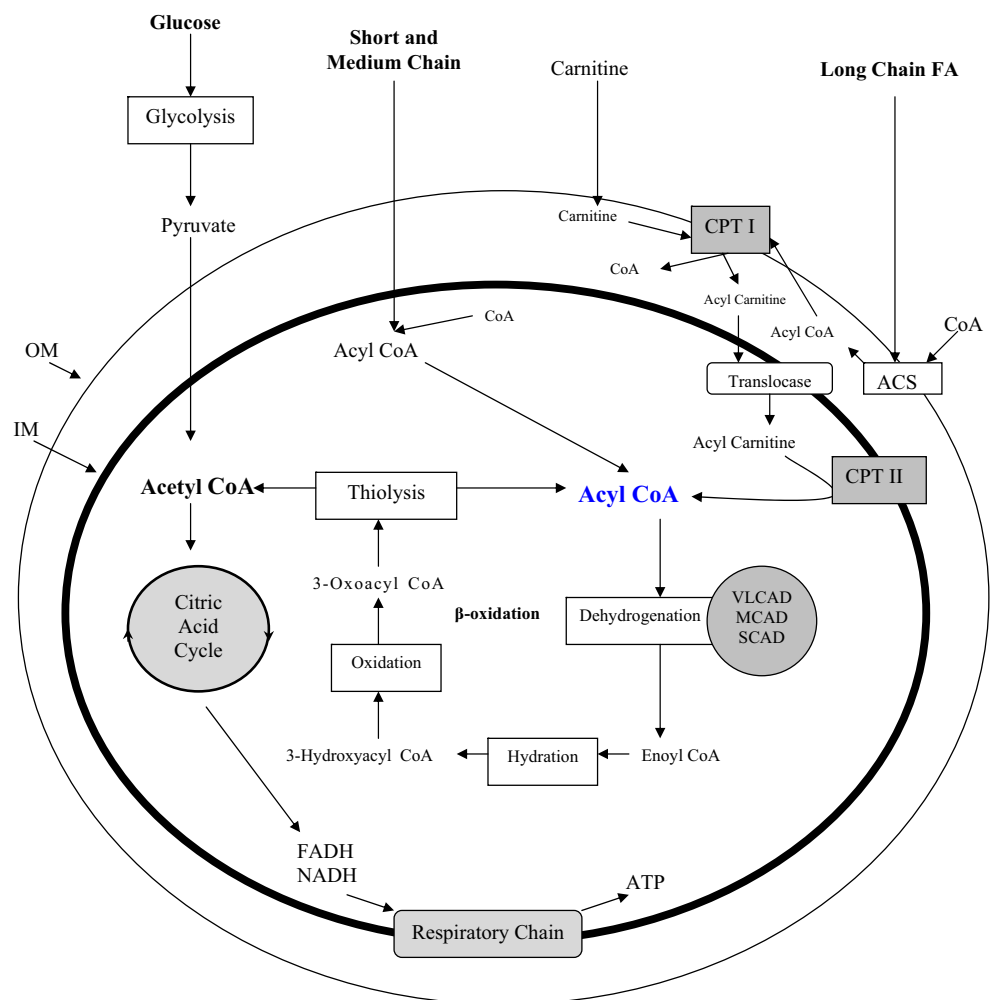 Glucose
Short and
Medium Chain
Carnitine
Long Chain FA
Glycolysis
Pyruvate
Carnitine
CPT I
CoA
Acyl Carnitine
CoA
Acyl CoA
CoA
OM
Acyl CoA
Translocase
ACS
IM
Acyl Carnitine
CPT II
Acetyl CoA
Thiolysis
Acyl CoA
3-Oxoacyl CoA
β-oxidation
Dehydrogenation
VLCAD
MCAD
SCAD
Citric
Acid
Cycle
Oxidation
3-Hydroxyacyl CoA
Hydration
Enoyl CoA
FADH
NADH
ATP
Respiratory Chain